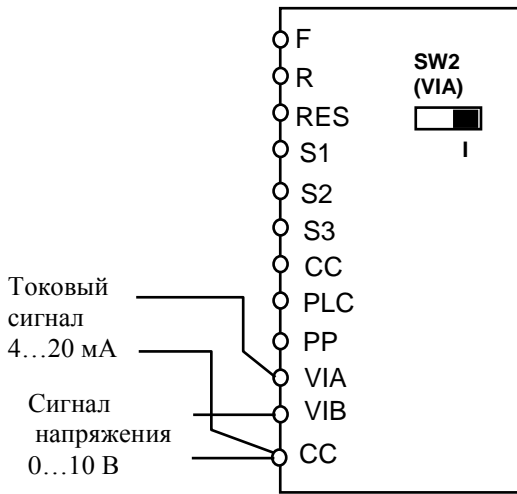 F
R
RES
S1
S2
S3
CC
PLC
PP
VIA
VIB
CC
SW2
(VIA)
I
Токовый
сигнал
4…20 мА
Сигнал
напряжения
0…10 В